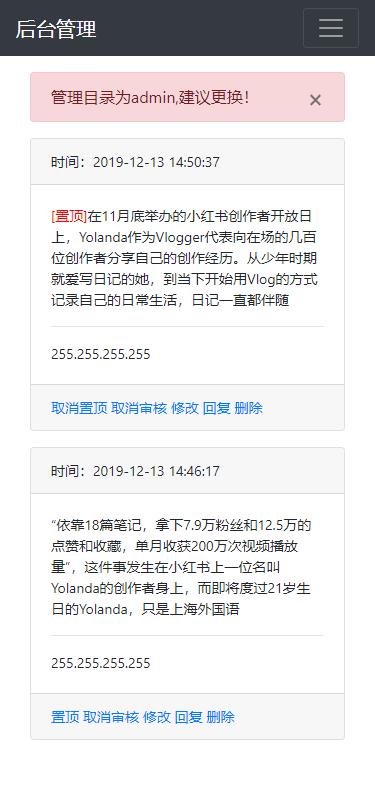 后台管理
管理目录为admin,建议更换！
×
时间：2019-12-13 14:50:37
[置顶]在11月底举办的小红书创作者开放日
上，Yolanda作为Vlogger代表向在场的几百
位创作者分享自己的创作经历。从少年时期
就爱写日记的她，到当下开始用Vlog的方式
记录自己的日常生活，日记一直都伴随
255.255.255.255
取消置顶 取消审核 修改 回复 删除
时间：2019-12-13 14:46:17
“依靠18篇笔记，拿下7.9万粉丝和12.5万的
点赞和收藏，单月收获200万次视频播放
量”，这件事发生在小红书上一位名叫
Yolanda的创作者身上，而即将度过21岁生
日的Yolanda，只是上海外国语
255.255.255.255
置顶 取消审核 修改 回复 删除